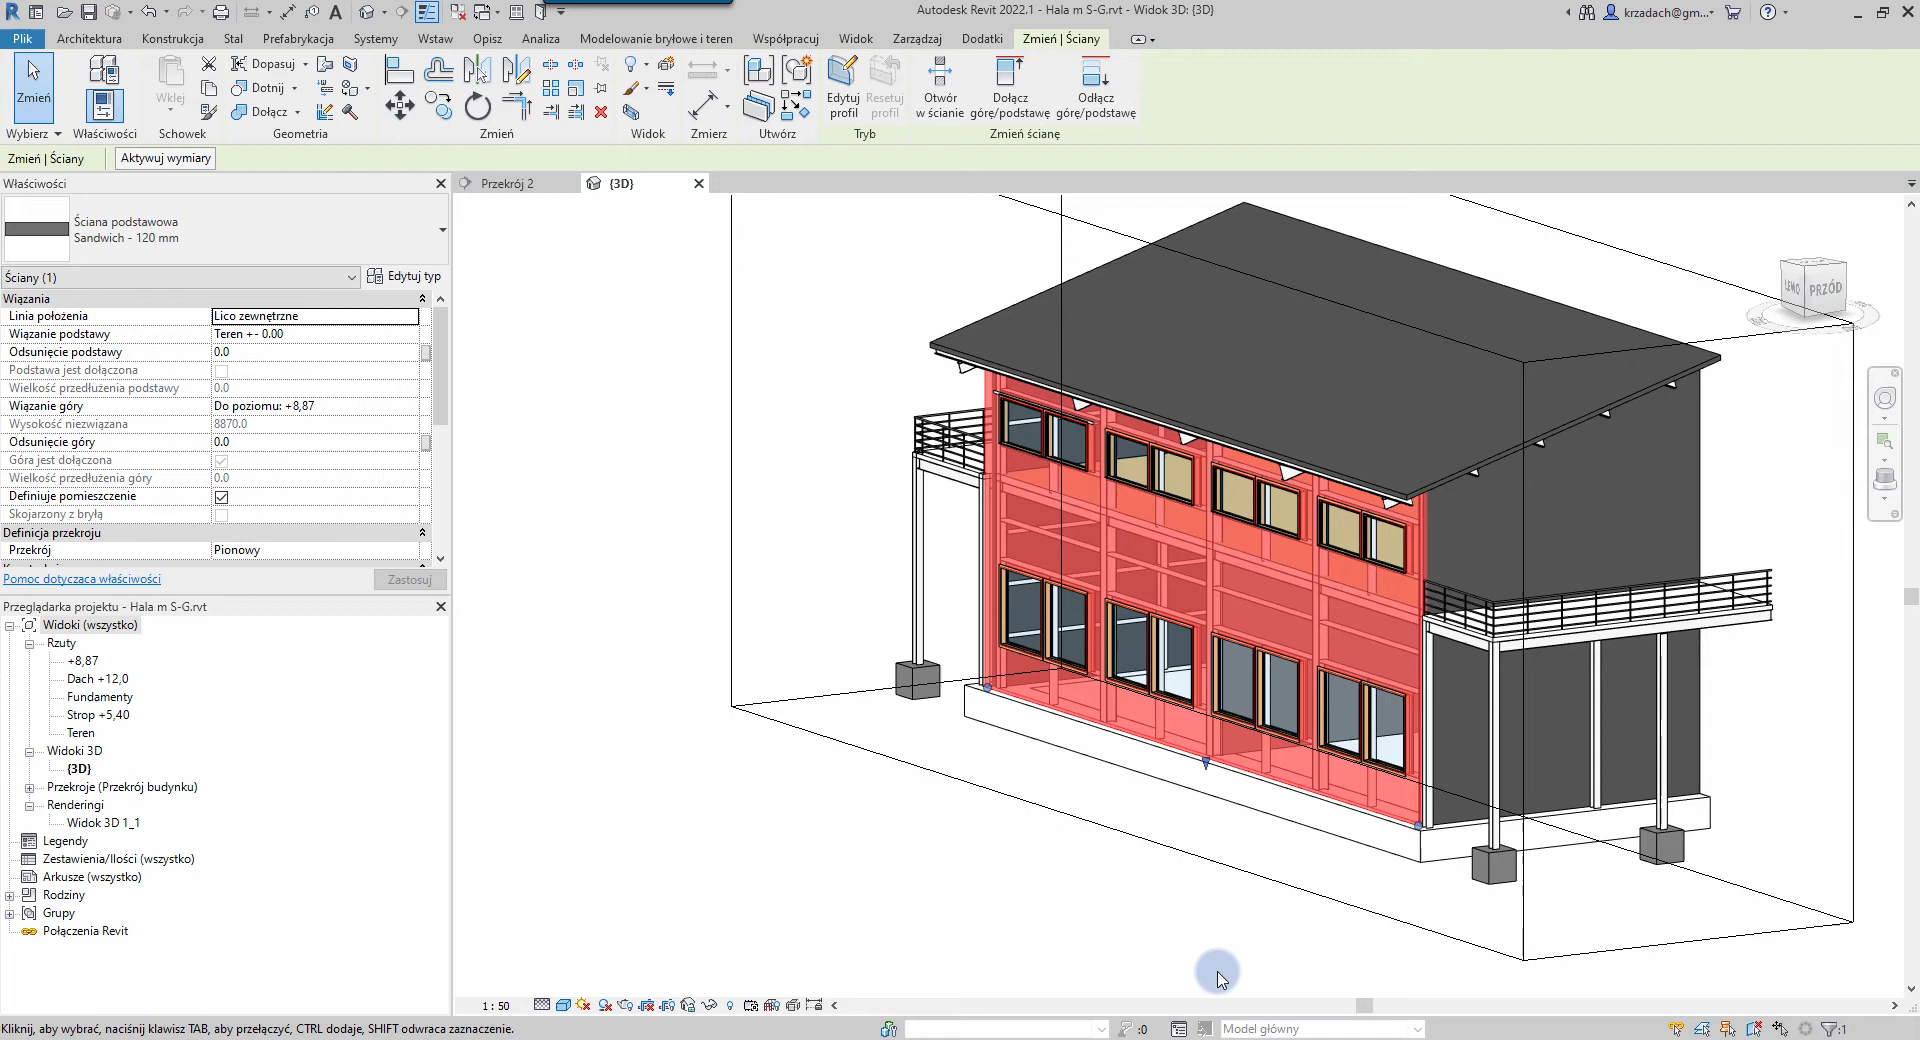 Autodesk Revit 2022.1 - Hala m S-G.rvt - Widok 3D: {3D}
krzadach@gm...
Plik Architektura Konstrukcja Stal Prefabrykacja Systemy Wstaw Opisz Analiza Modelowanie bryłowe i teren Współpracuj Widok Zarządzaj Dodatki Zmień | Ściany
Zmień
Wklej
Dopasuj
Dotnij
Dołącz
Edytuj profil
Resetuj profil
Otwór w ścianie
Dołącz górę/podstawę
Odłącz górę/podstawę
Wybierz Właściwości Schowek Geometria Zmień Widok Zmierz Utwórz Tryb Zmień ścianę
Zmień | Ściany Aktywuj wymiary
Właściwości
Przekrój 2 {3D}
Ściana podstawowa
Sandwich - 120 mm
Ściany (1) Edytuj typ
Wiązania
Linia położenia Lico zewnętrzne
Wiązanie podstawy Teren +- 0.00
Odsunięcie podstawy 0.0
Podstawa jest dołączona
Wielkość przedłużenia podstawy 0.0
Wiązanie góry Do poziomu: +8,87
Wysokość niezwiązana 8870.0
Odsunięcie góry 0.0
Góra jest dołączona
Wielkość przedłużenia góry 0.0
Definiuje pomieszczenie
Skojarzony z bryłą
Definicja przekroju
Przekrój Pionowy
Pomoc dotycząca właściwości Zastosuj
Przeglądarka projektu - Hala m S-G.rvt
Widoki (wszystko)
Rzuty
+8,87
Dach +12,0
Fundamenty
Strop +5,40
Teren
Widoki 3D
{3D}
Przekroje (Przekrój budynku)
Renderingi
Widok 3D 1_1
Legendy
Zestawienia/Ilości (wszystko)
Arkusze (wszystko)
Rodziny
Grupy
Połączenia Revit
LEWO PRZÓD
1 : 50
Kliknij, aby wybrać, naciśnij klawisz TAB, aby przełączyć, CTRL dodaje, SHIFT odwraca zaznaczenie.
:0
Model główny
:1